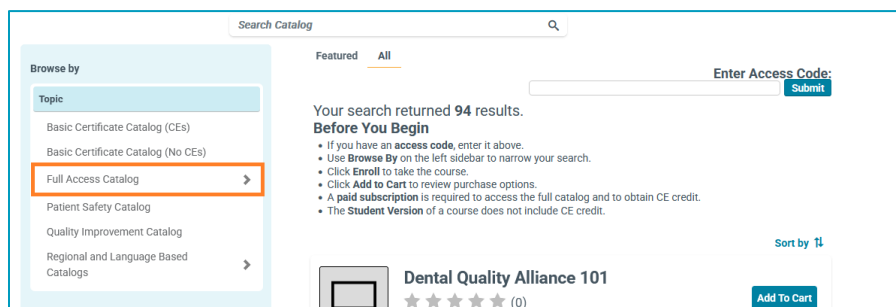 Search Catalog
Browse by
Topic
Basic Certificate Catalog (CEs)
Basic Certificate Catalog (No CEs)
Full Access Catalog
Patient Safety Catalog
Quality Improvement Catalog
Regional and Language Based
Catalogs
Featured All
Enter Access Code:
Submit
Your search returned 94 results.
Before You Begin
• If you have an access code, enter it above.
• Use Browse By on the left sidebar to narrow your search.
• Click Enroll to take the course.
• Click Add to Cart to review purchase options.
• A paid subscription is required to access the full catalog and to obtain CE credit.
• The Student Version of a course does not include CE credit.
Sort by
Dental Quality Alliance 101
(0)
Add To Cart